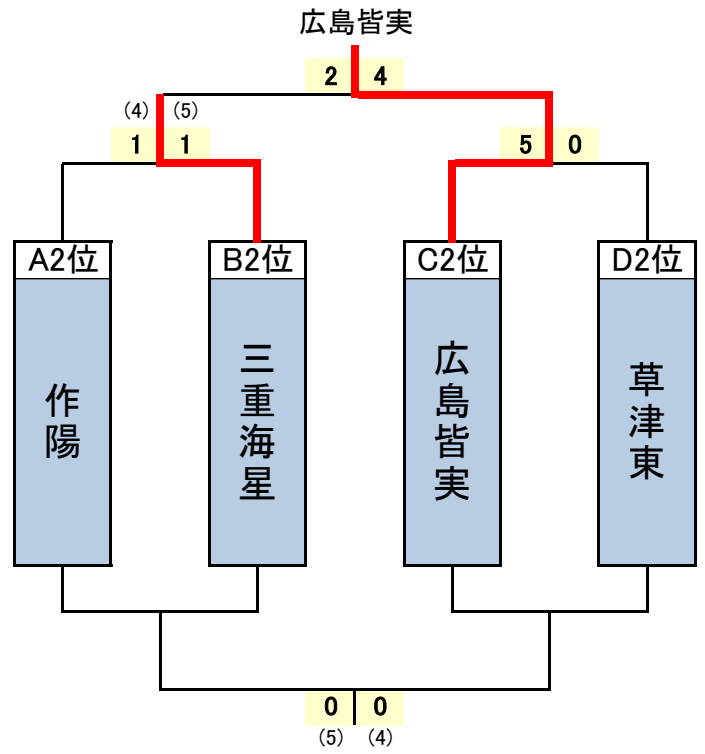 広島皆実
2 4
(4) (5)
1 1
5 0
A2位
B2位
C2位
D2位
作陽
三重海星
広島皆実
草津東
0 0
(5) (4)